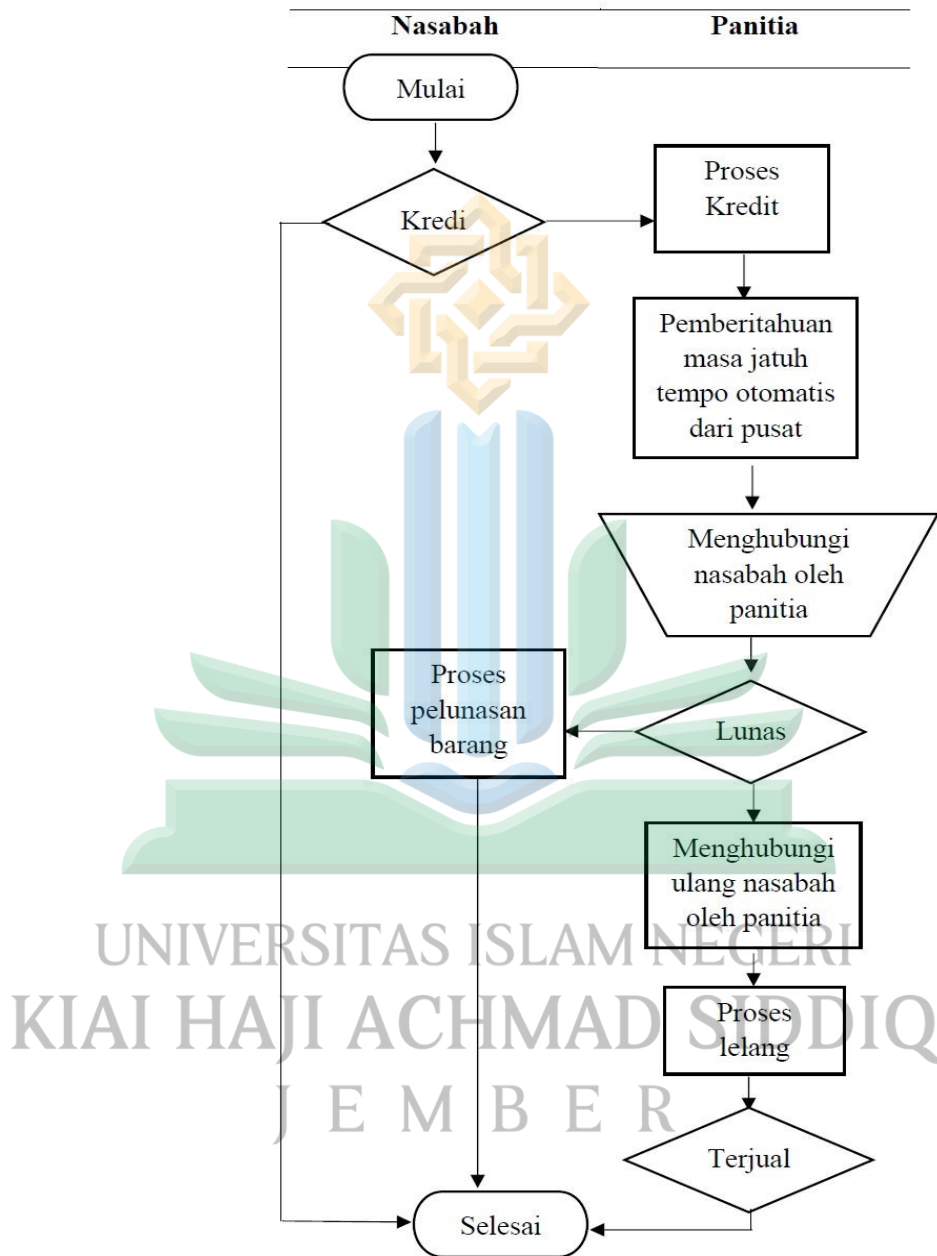 Nasabah Panitia
Mulai
Kredi
Proses
Kredit
Pemberitahuan
masa jatuh
tempo otomatis
dari pusat
Menghubungi
nasabah oleh
panitia
Lunas
Proses
pelunasan
barang
Menghubungi
ulang nasabah
oleh panitia
Proses
lelang
Terjual
Selesai
UNIVERSITAS ISLAM NEGERI
KIAI HAJI ACHMAD SIDDIQ
JEMBER